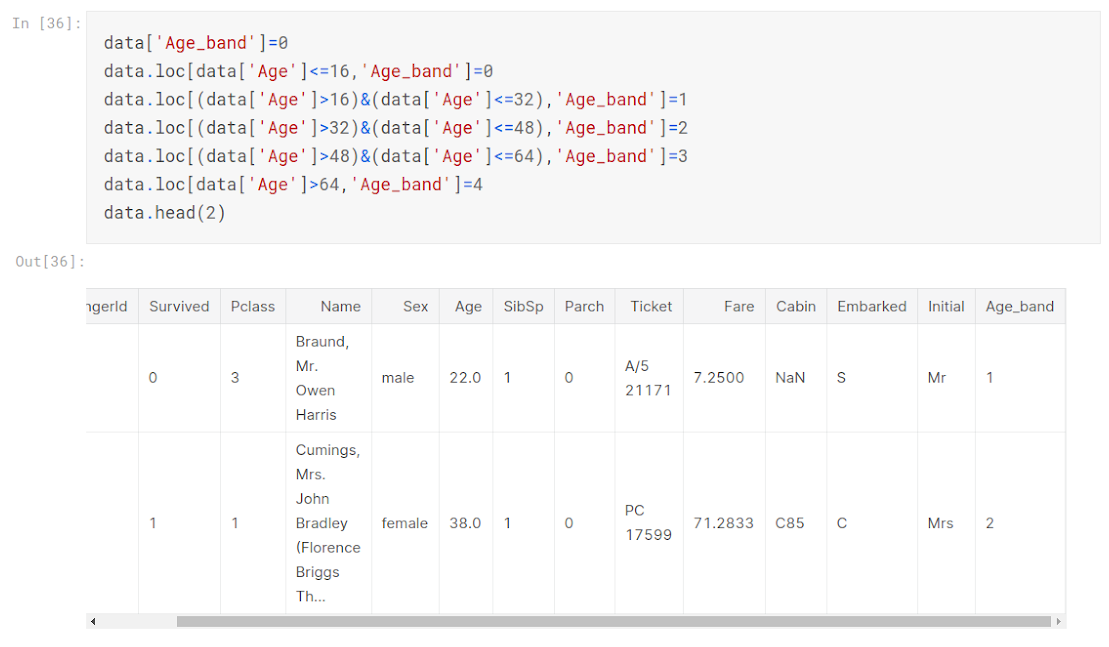 In [36]:
data['Age_band']=0
data.loc[data['Age']<=16,'Age_band']=0
data.loc[(data['Age']>16)&(data['Age']<=32),'Age_band']=1
data.loc[(data['Age']>32)&(data['Age']<=48),'Age_band']=2
data.loc[(data['Age']>48)&(data['Age']<=64),'Age_band']=3
data.loc[data['Age']>64,'Age_band']=4
data.head(2)
Out[36]:
ngerId Survived Pclass Name Sex Age SibSp Parch Ticket Fare Cabin Embarked Initial Age_band
0 3 Braund, Mr. Owen Harris male 22.0 1 0 A/5 21171 7.2500 NaN S Mr 1
1 1 Cumings, Mrs. John Bradley (Florence Briggs Th... female 38.0 1 0 PC 17599 71.2833 C85 C Mrs 2